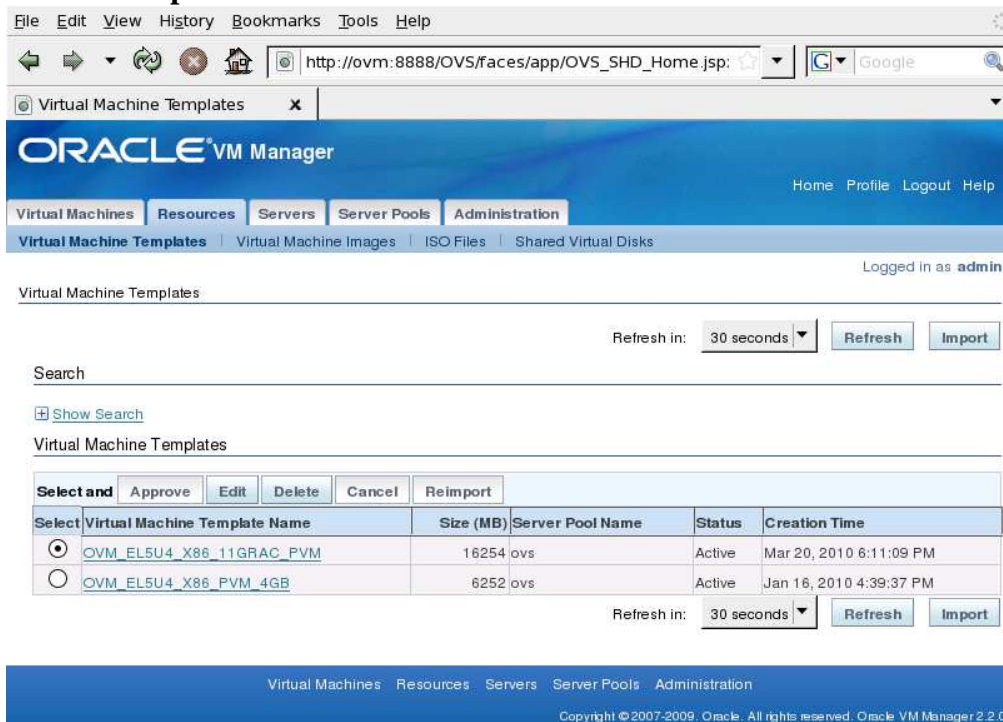 File Edit View History Bookmarks Tools Help
http://ovm:8888/OVS/faces/app/OVS_SHD_Home.jsp:
G Google
Virtual Machine Templates x
ORACLE VM Manager
Home Profile Logout Help
Virtual Machines Resources Servers Server Pools Administration
Virtual Machine Templates | Virtual Machine Images | ISO Files | Shared Virtual Disks
Logged in as admin
Virtual Machine Templates
Refresh in: 30 seconds Refresh Import
Search
Show Search
Virtual Machine Templates
Select and Approve Edit Delete Cancel Reimport
Select Virtual Machine Template Name Size (MB) Server Pool Name Status Creation Time
OVM_EL5U4_X86_11GRAC_PVM 16254 ovs Active Mar 20, 2010 6:11:09 PM
OVM_EL5U4_X86_PVM_4GB 6252 ovs Active Jan 16, 2010 4:39:37 PM
Refresh in: 30 seconds Refresh Import
Virtual Machines Resources Servers Server Pools Administration
Copyright ©2007-2009. Oracle. All rights reserved. Oracle VM Manager 2.2.0